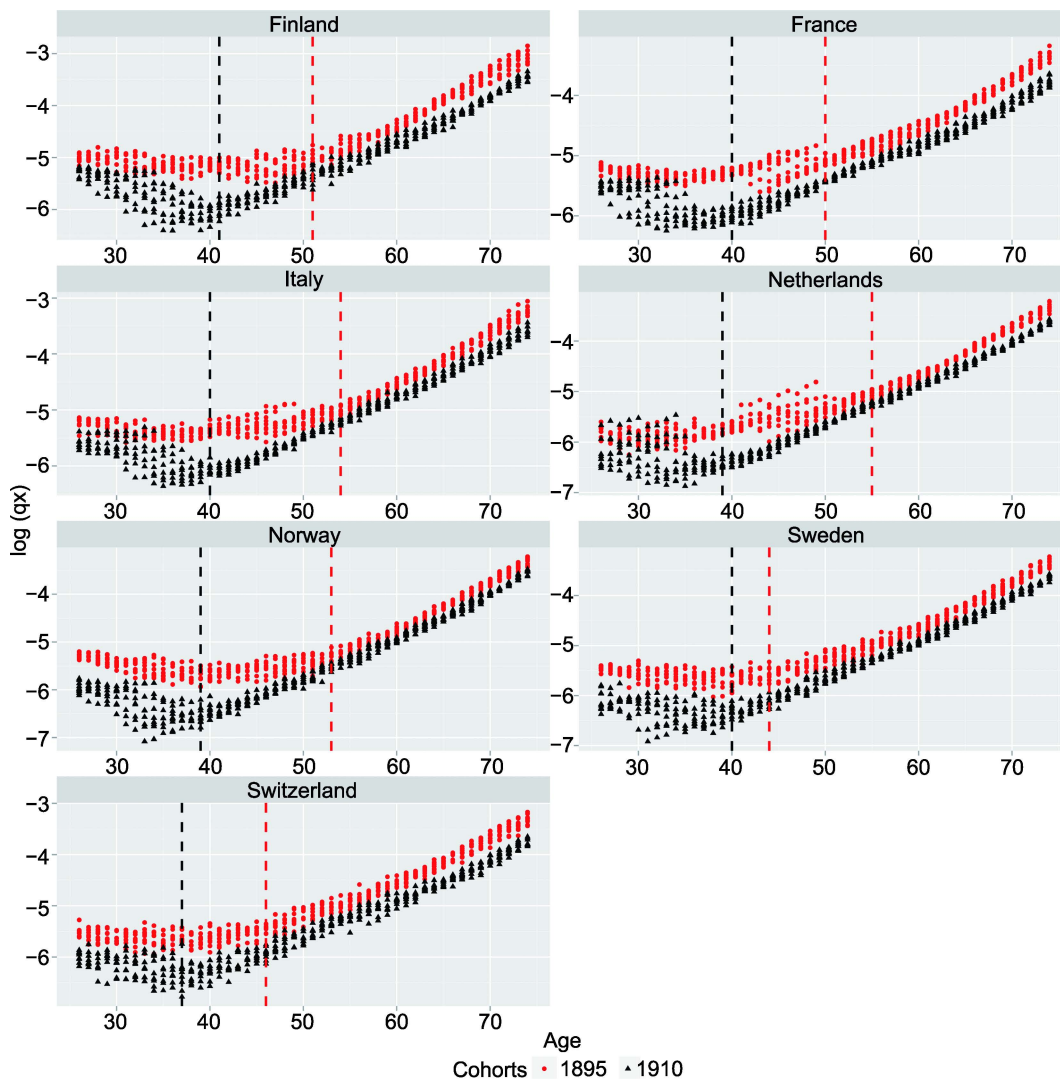 Finland France
−3
−4
−5
−6
−4
−5
−6
30 40 50 60 70 30 40 50 60 70
Italy Netherlands
−3
−4
−5
−6
−4
−5
−6
−7
30 40 50 60 70 30 40 50 60 70
log (qx)
Norway Sweden
−4
−5
−6
−7
−4
−5
−6
−7
30 40 50 60 70 30 40 50 60 70
Switzerland
−3
−4
−5
−6
30 40 50 60 70
Age
Cohorts 1895 1910